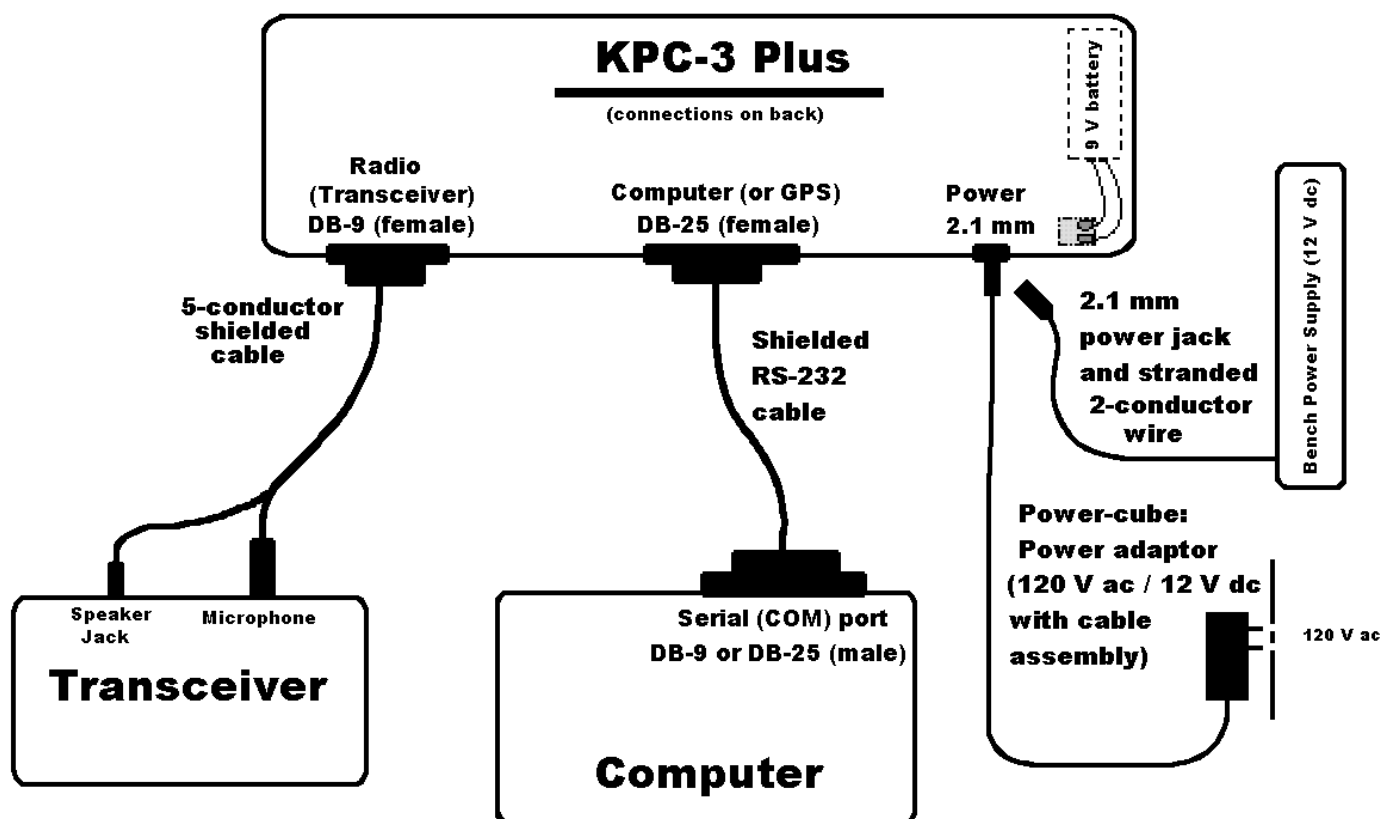 KPC-3 Plus
(connections on back)
9 V battery
Radio
(Transceiver)
DB-9 (female)
Computer (or GPS)
DB-25 (female)
Power
2.1 mm
Bench Power Supply (12 V dc)
5-conductor
shielded
cable
Shielded
RS-232
cable
2.1 mm
power jack
and stranded
2-conductor
wire
Power-cube:
Power adaptor
(120 V ac / 12 V dc
with cable
assembly)
120 V ac
Speaker
Jack
Microphone
Transceiver
Serial (COM) port
DB-9 or DB-25 (male)
Computer